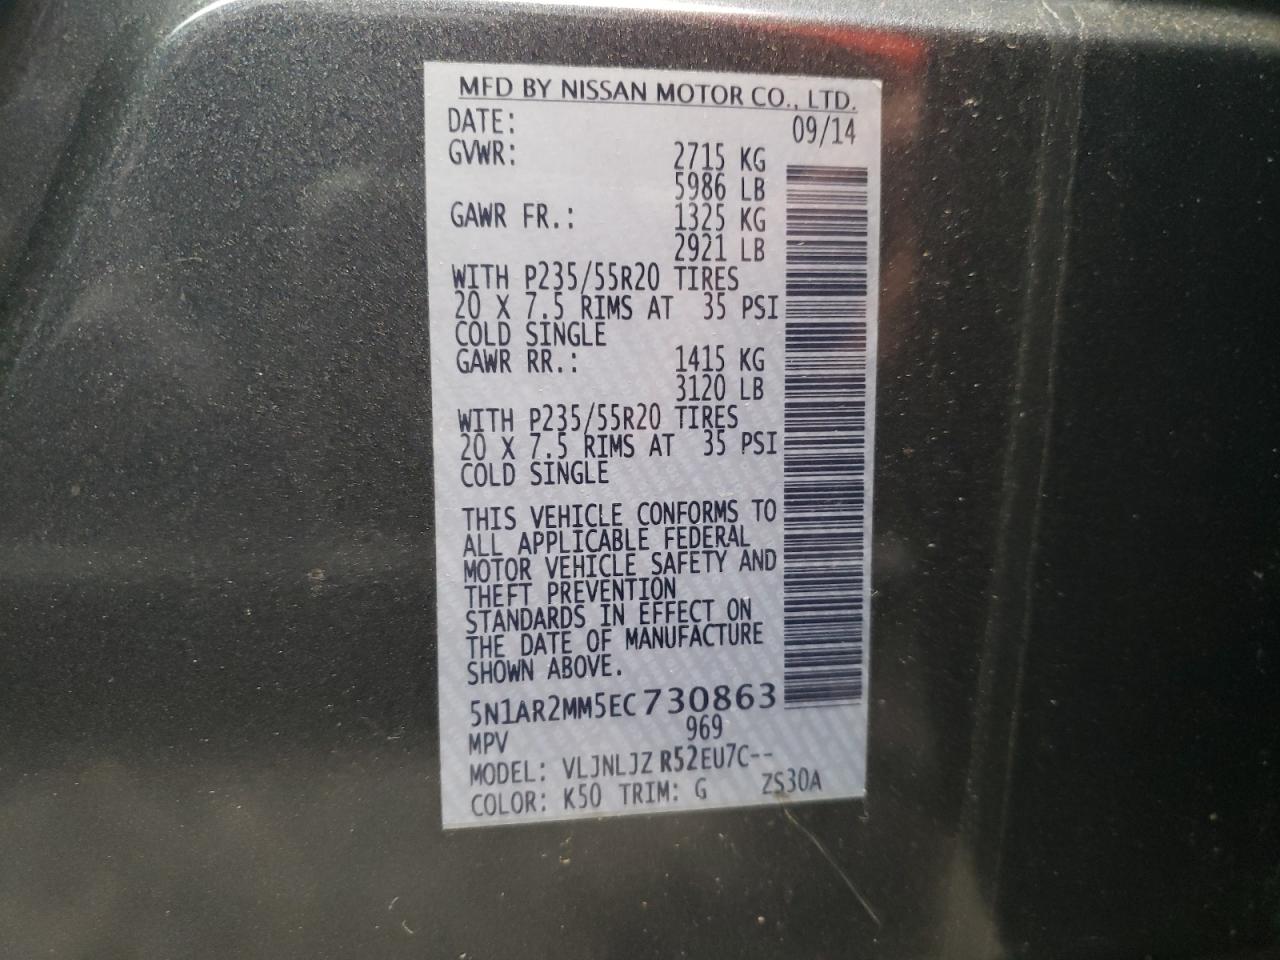 MFD BY NISSAN MOTOR CO., LTD.
DATE: 09/14
GVWR: 2715 KG
5986 LB
GAWR FR.: 1325 KG
2921 LB
WITH P235/55R20 TIRES
20 X 7.5 RIMS AT 35 PSI
COLD SINGLE
GAWR RR.: 1415 KG
3120 LB
WITH P235/55R20 TIRES
20 X 7.5 RIMS AT 35 PSI
COLD SINGLE
THIS VEHICLE CONFORMS TO
ALL APPLICABLE FEDERAL
MOTOR VEHICLE SAFETY AND
THEFT PREVENTION
STANDARDS IN EFFECT ON
THE DATE OF MANUFACTURE
SHOWN ABOVE.
5N1AR2MM5EC730863
MPV 969
MODEL: VLJNLJZ R52EU7C--
COLOR: K50 TRIM: G ZS30A